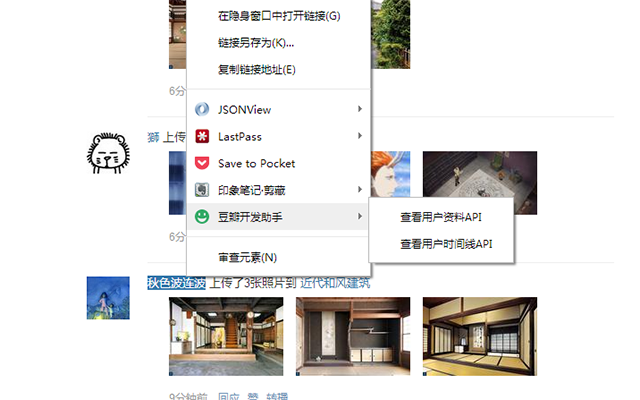 在隐身窗口中打开链接(G)
链接另存为(K)...
复制链接地址(E)
6分
JSONView
狮 上传
LastPass
Save to Pocket
印象笔记·剪藏
豆瓣开发助手
查看用户资料API
6分
查看用户时间线API
审查元素(N)
秋色波连波 上传了3张照片到 近代和风建筑
9分钟前 回应 赞 转播